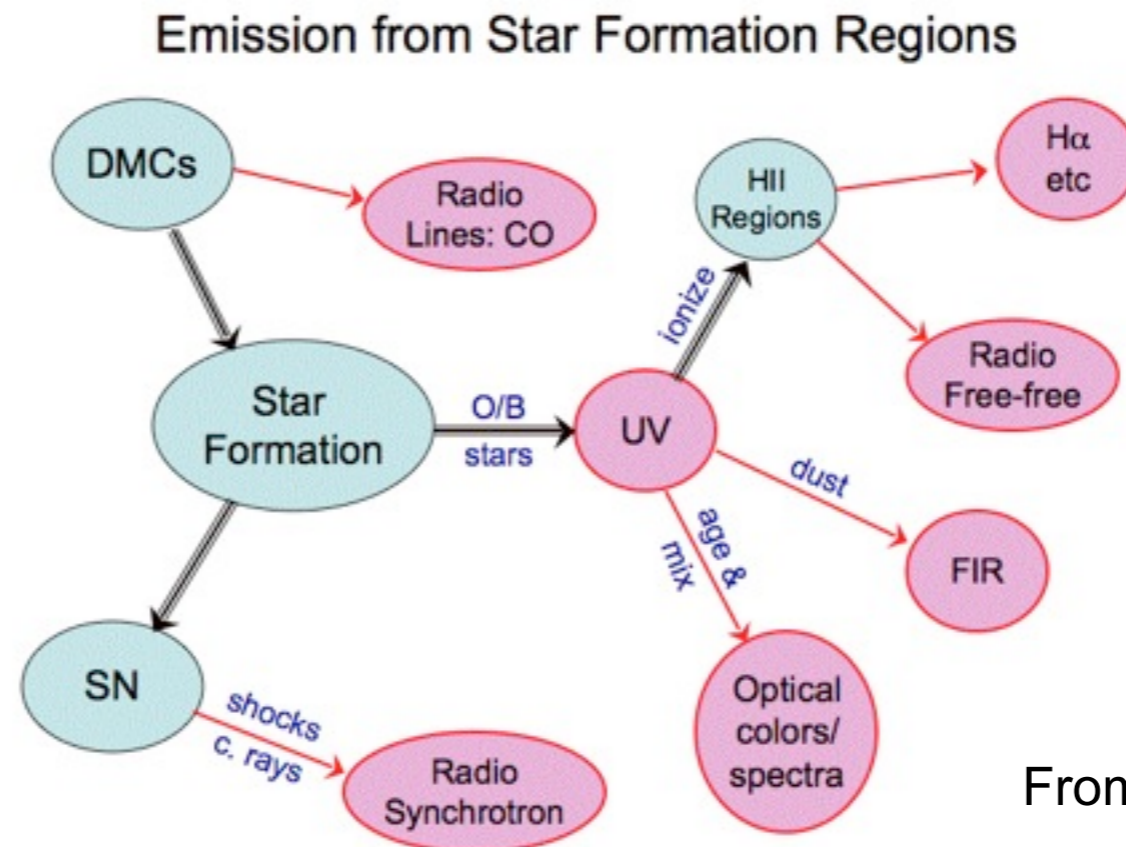 Emission from Star Formation Regions
DMCs
Radio
Lines: CO
HII
Regions
Hα
etc
ionize
Radio
Free-free
Star
Formation
O/B
stars
UV
dust
FIR
age &
mix
Optical
colors/
spectra
SN
shocks
c. rays
Radio
Synchrotron
From